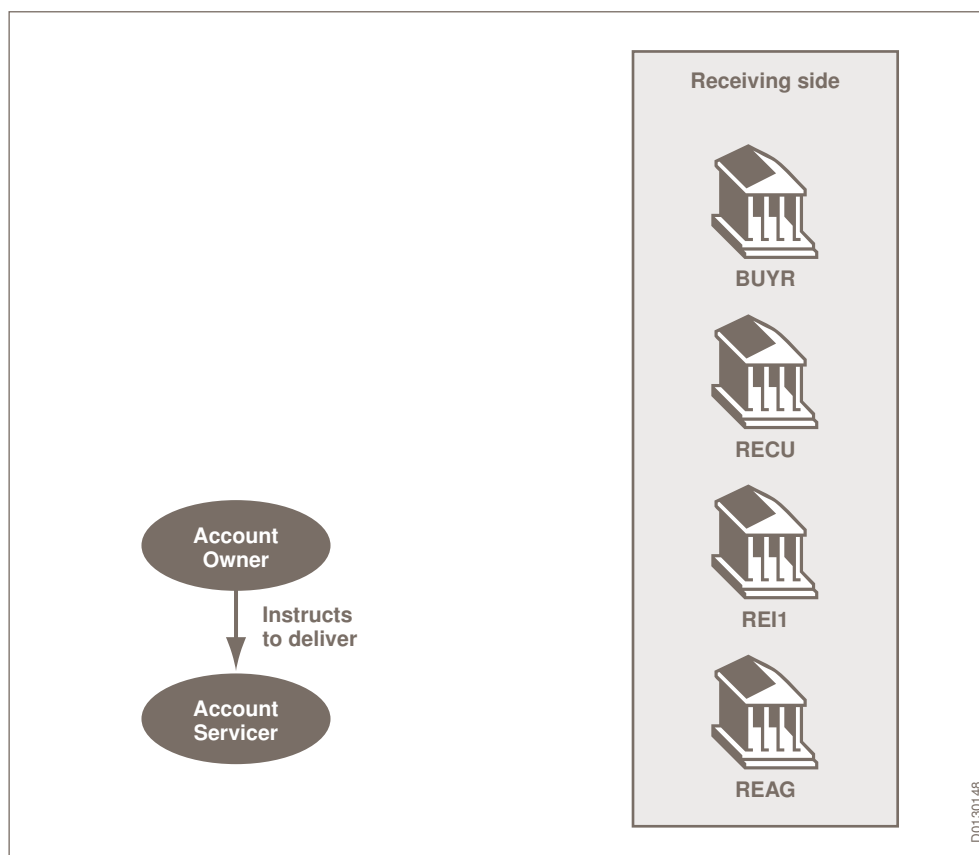 Receiving side
BUYR
RECU
Account
Owner
REI1
Instructs
to deliver
Account
Servicer
REAG
D0130148